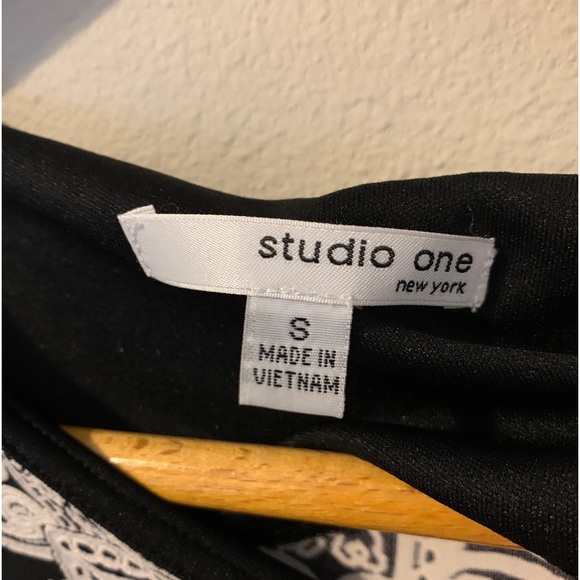 studio one
new york
S
MADE IN
VIETNAM